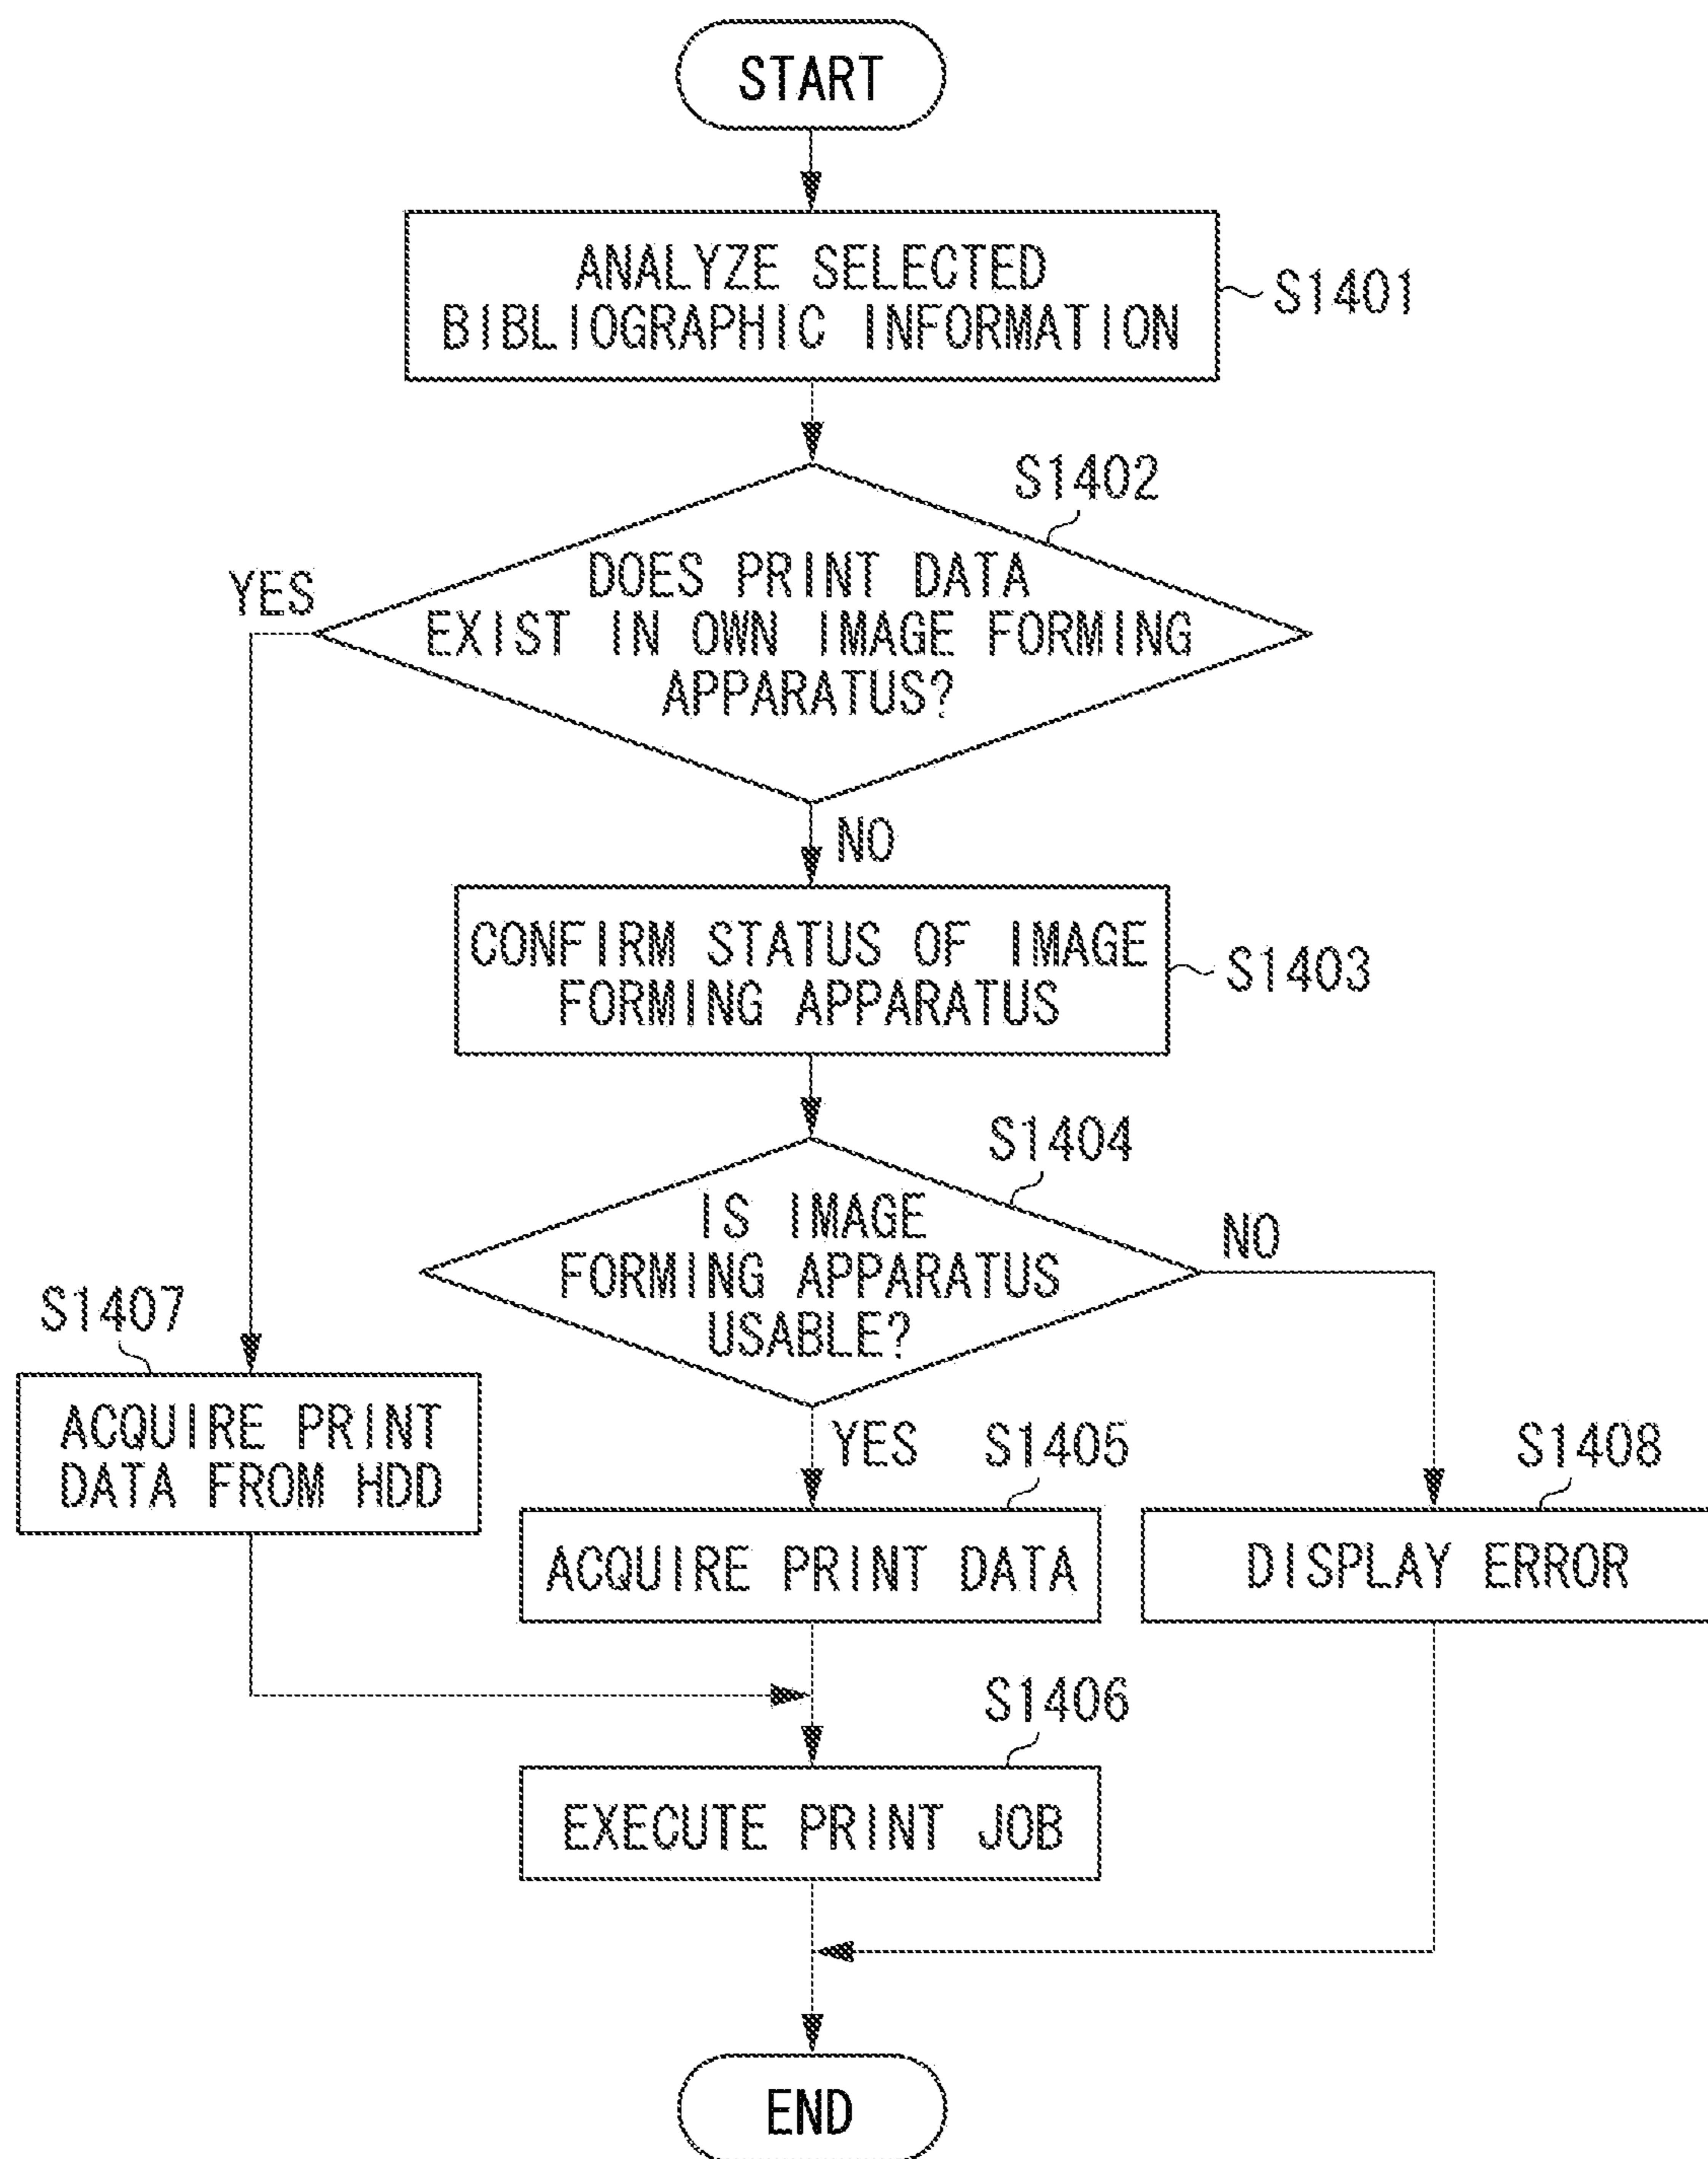 START
ANALYZE SELECTED
BIBLIOGRAPHIC INFORMATION
S1401
S1402
DOES PRINT DATA
EXIST IN OWN IMAGE FORMING
APPARATUS?
YES
NO
CONFIRM STATUS OF IMAGE
FORMING APPARATUS
S1403
S1404
IS IMAGE
FORMING APPARATUS
USABLE?
NO
S1407
ACQUIRE PRINT
DATA FROM HDD
YES
S1405
ACQUIRE PRINT DATA
S1408
DISPLAY ERROR
S1406
EXECUTE PRINT JOB
END